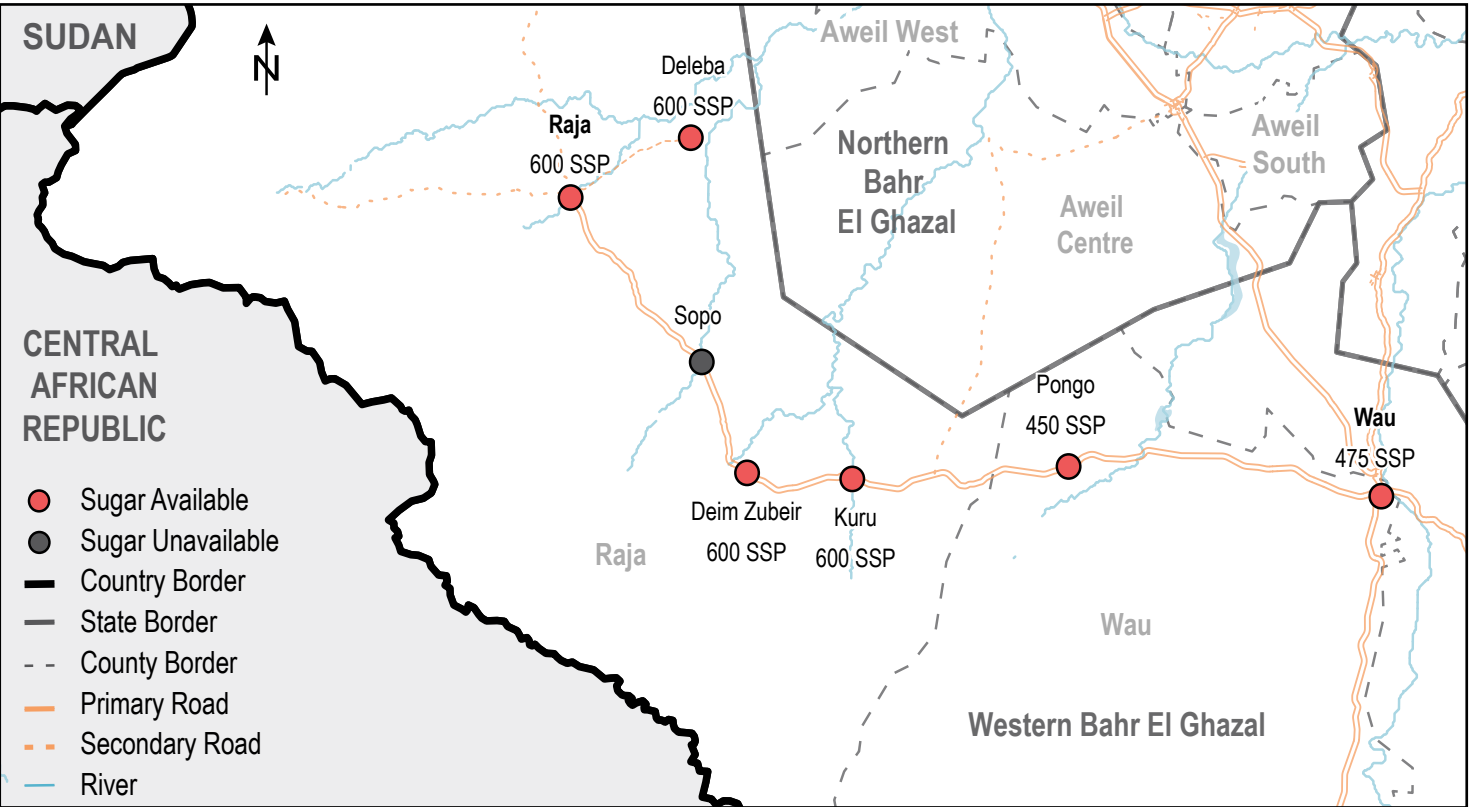 SUDAN
N
Aweil West
Deleba
600 SSP
Raja
600 SSP
Northern
Bahr
El Ghazal
Aweil
South
Aweil
Centre
Sopo
CENTRAL
AFRICAN
REPUBLIC
Pongo
450 SSP
Wau
475 SSP
Deim Zubeir
600 SSP
Kuru
600 SSP
Raja
Wau
Western Bahr El Ghazal
Sugar Available
Sugar Unavailable
Country Border
State Border
County Border
Primary Road
Secondary Road
River